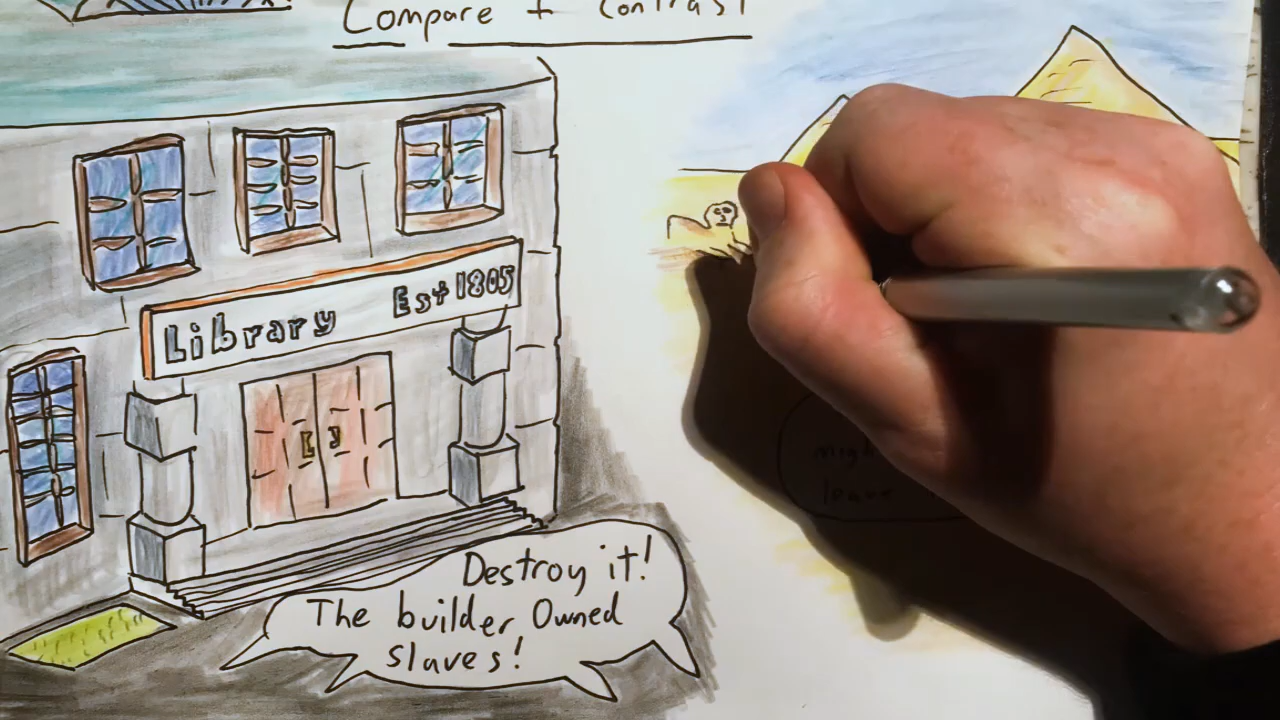 Compare + Contrast
Library Est 1805
Destroy it!
The builder Owned
slaves!